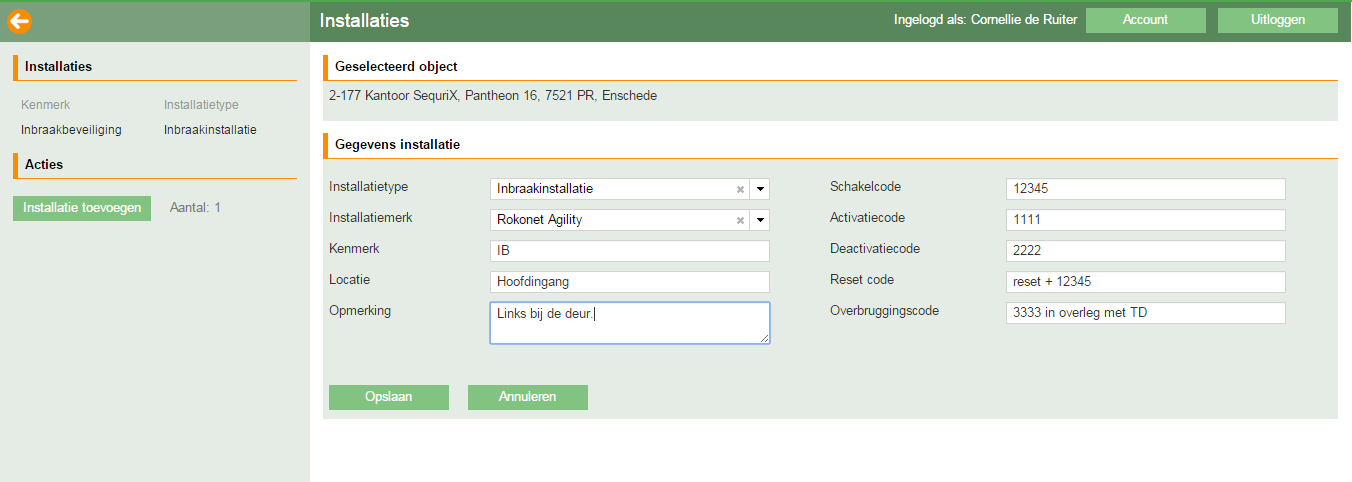 Installaties
Ingelogd als: Cornellie de Ruiter
Account
Uitloggen
Installaties
Kenmerk Installatietype
Inbraakbeveiliging Inbraakinstallatie
Acties
Installatie toevoegen Aantal: 1
Geselecteerd object
2-177 Kantoor SequriX, Pantheon 16, 7521 PR, Enschede
Gegevens installatie
Installatietype Inbraakinstallatie
Installatiemerk Rokonet Agility
Kenmerk IB
Locatie Hoofdingang
Opmerking Links bij de deur.
Schakelcode 12345
Activatiecode 1111
Deactivatiecode 2222
Reset code reset + 12345
Overbruggingscode 3333 in overleg met TD
Opslaan Annuleren